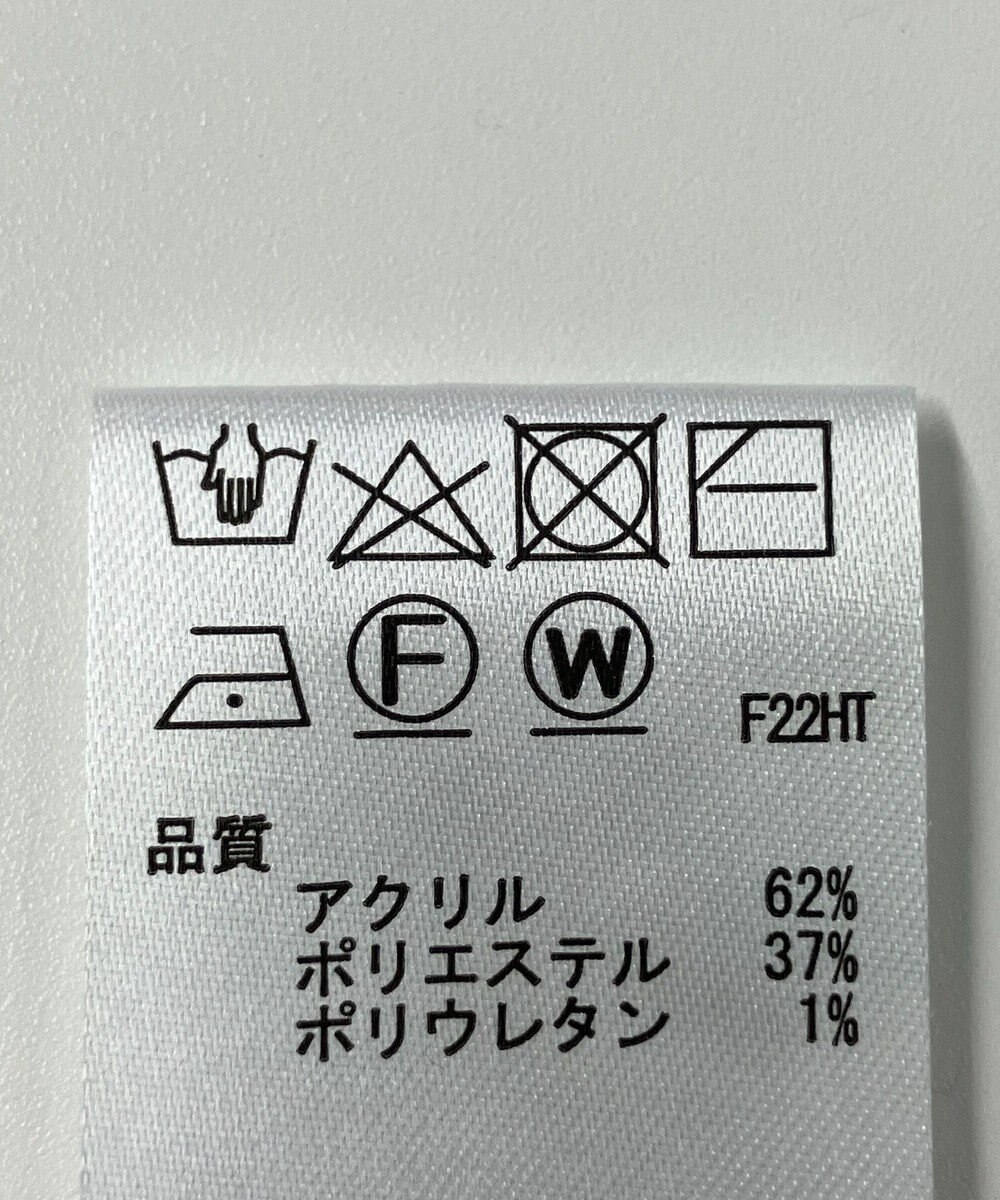 F W F22HT
品質
アクリル 62%
ポリエステル 37%
ポリウレタン 1%